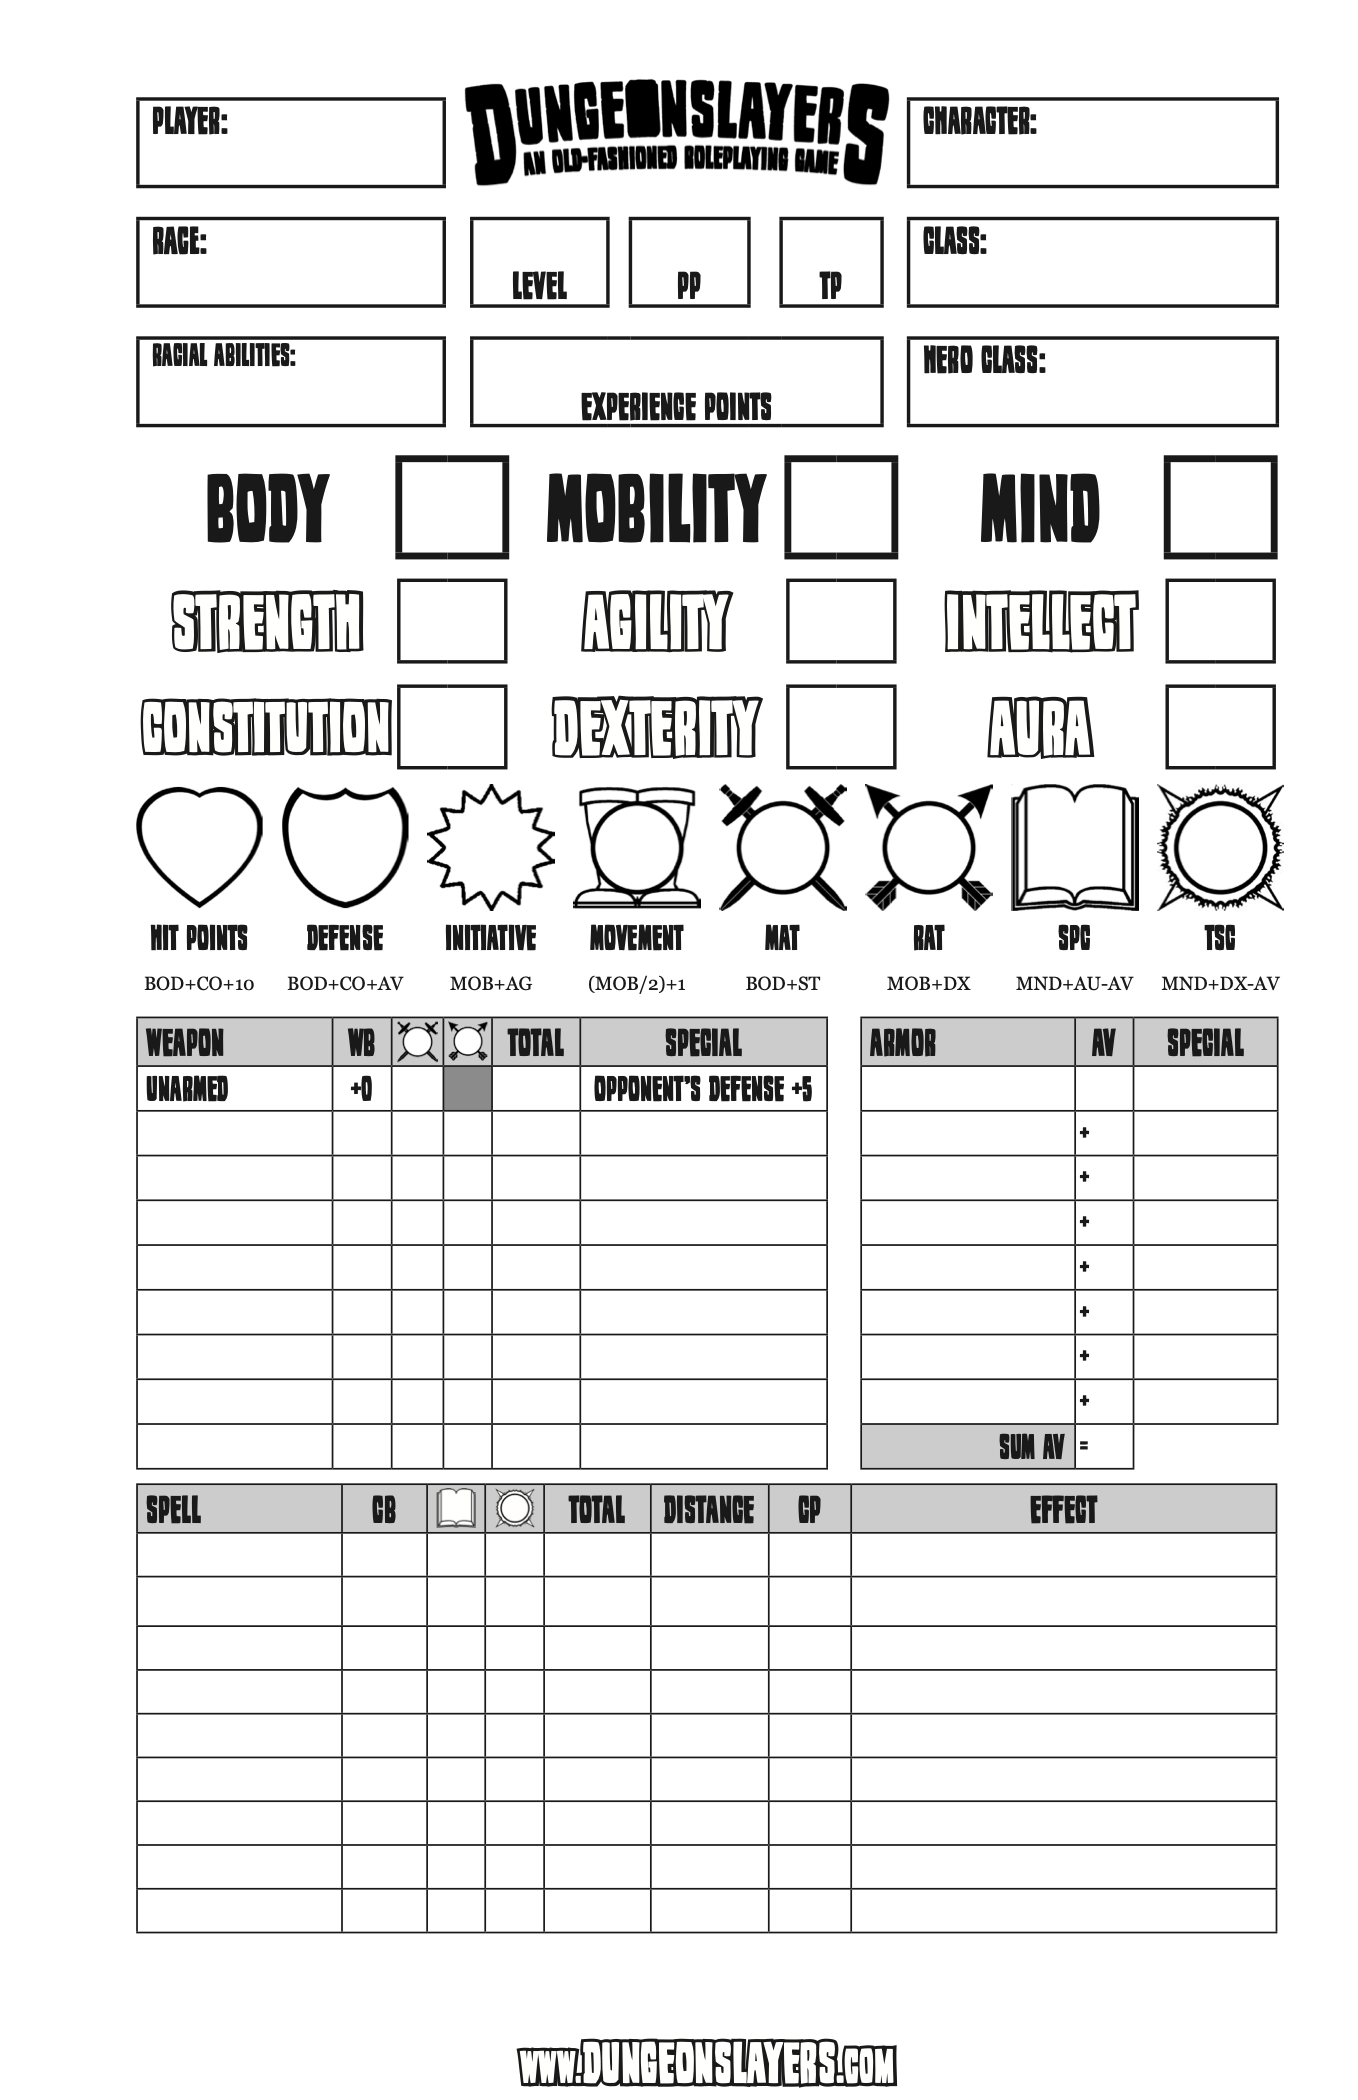 PLAYER:
DUNGEONSLAYERS
AN OLD-FASHIONED ROLEPLAYING GAME
CHARACTER:
RACE:
LEVEL
PP
TP
CLASS:
RACIAL ABILITIES:
EXPERIENCE POINTS
HERO CLASS:
BODY
MOBILITY
MIND
STRENGTH
AGILITY
INTELLECT
CONSTITUTION
DEXTERITY
AURA
HIT POINTS DEFENSE INITIATIVE MOVEMENT MAT RAT SPC TSC
BOD+CO+10 BOD+CO+AV MOB+AG (MOB/2)+1 BOD+ST MOB+DX MND+AU-AV MND+DX-AV
WEAPON WB TOTAL SPECIAL
UNARMED +0 OPPONENT'S DEFENSE +5
ARMOR AV SPECIAL
+
+
+
+
+
+
+
SUM AV =
SPELL CB TOTAL DISTANCE CP EFFECT
WWW.DUNGEONSLAYERS.COM